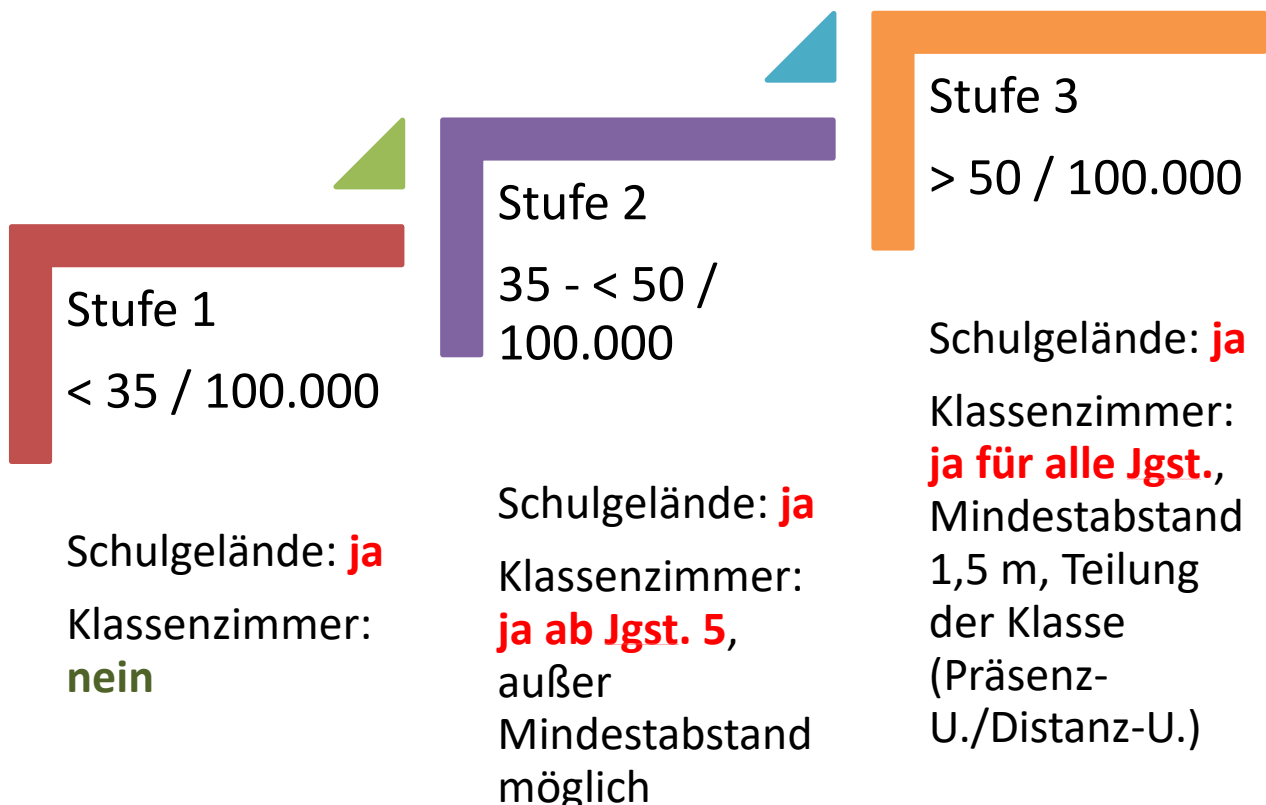 Stufe 1
< 35 / 100.000
Schulgelände: ja
Klassenzimmer:
nein
Stufe 2
35 - < 50 /
100.000
Schulgelände: ja
Klassenzimmer:
ja ab Jgst. 5,
außer
Mindestabstand
möglich
Stufe 3
> 50 / 100.000
Schulgelände: ja
Klassenzimmer:
ja für alle Jgst.,
Mindestabstand
1,5 m, Teilung
der Klasse
(Präsenz-
U./Distanz-U.)